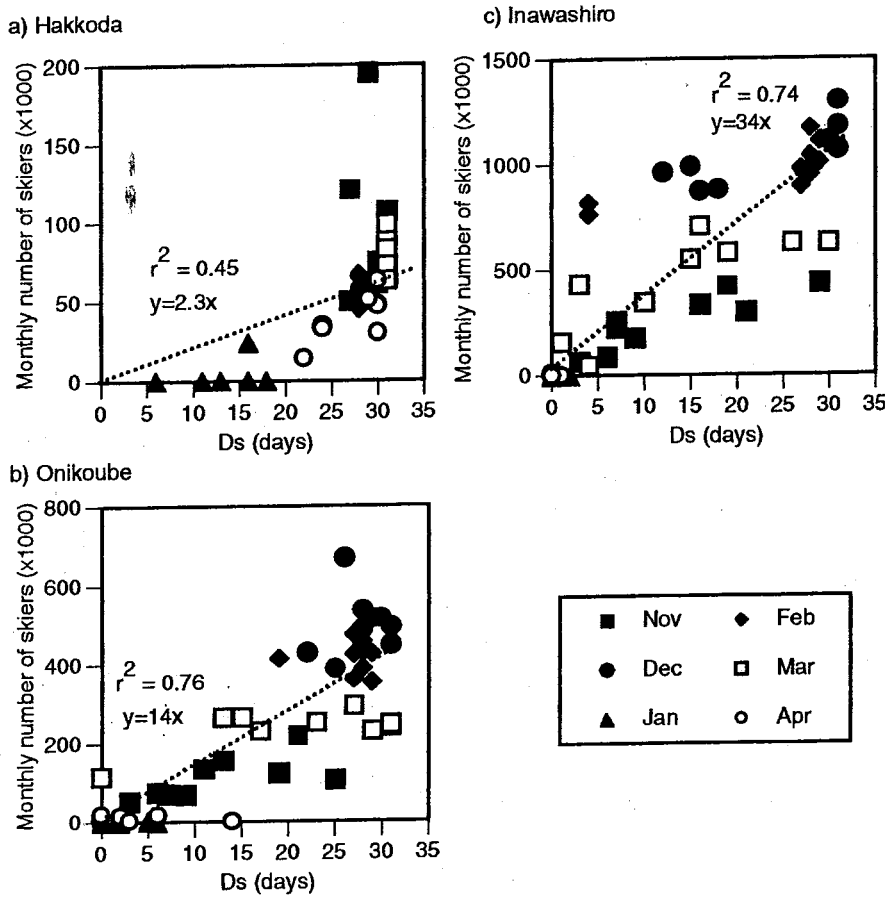 a) Hakkoda
Monthly number of skiers (x1000)
200
150
100
50
0
r2 = 0.45
y=2.3x
0 5 10 15 20 25 30 35
Ds (days)
c) Inawashiro
Monthly number of skiers (x1000)
1500
1000
500
0
r2 = 0.74
y=34x
0 5 10 15 20 25 30 35
Ds (days)
b) Onikoube
Monthly number of skiers (x1000)
800
600
400
200
0
r2 = 0.76
y=14x
0 5 10 15 20 25 30 35
Ds (days)
Nov Feb
Dec Mar
Jan Apr